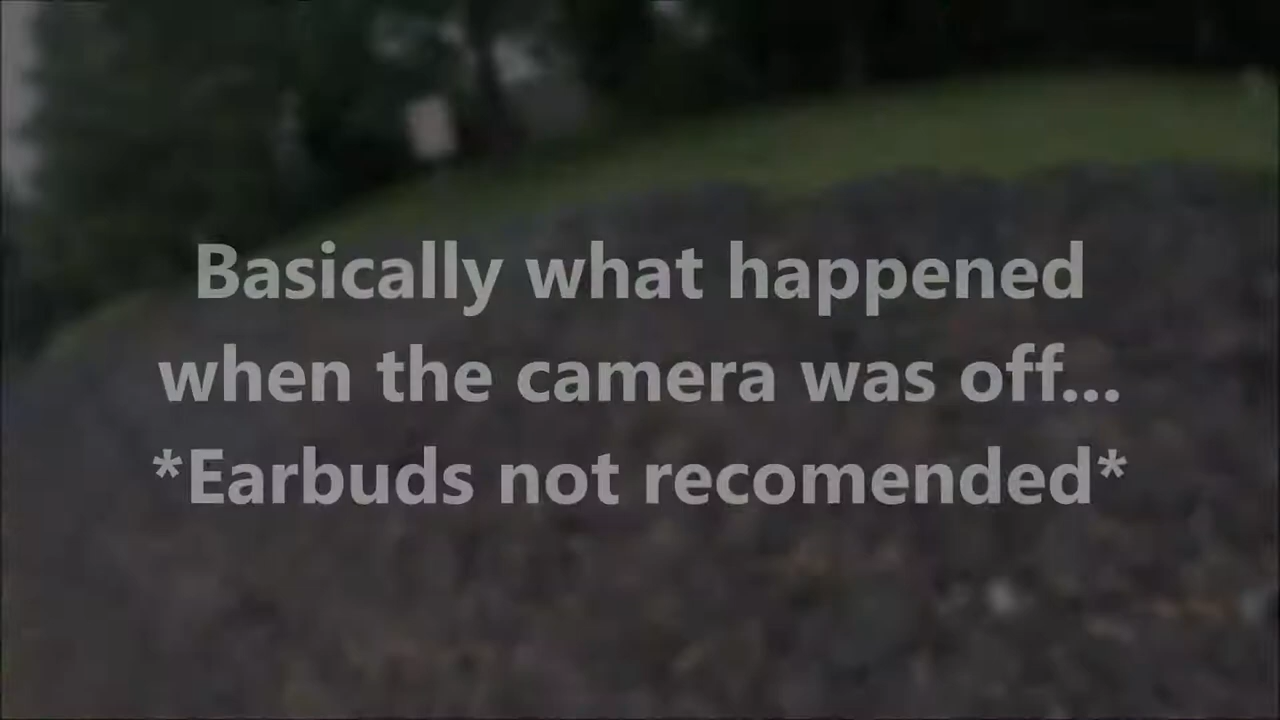 Basically what happened
when the camera was off...
*Earbuds not recomended*